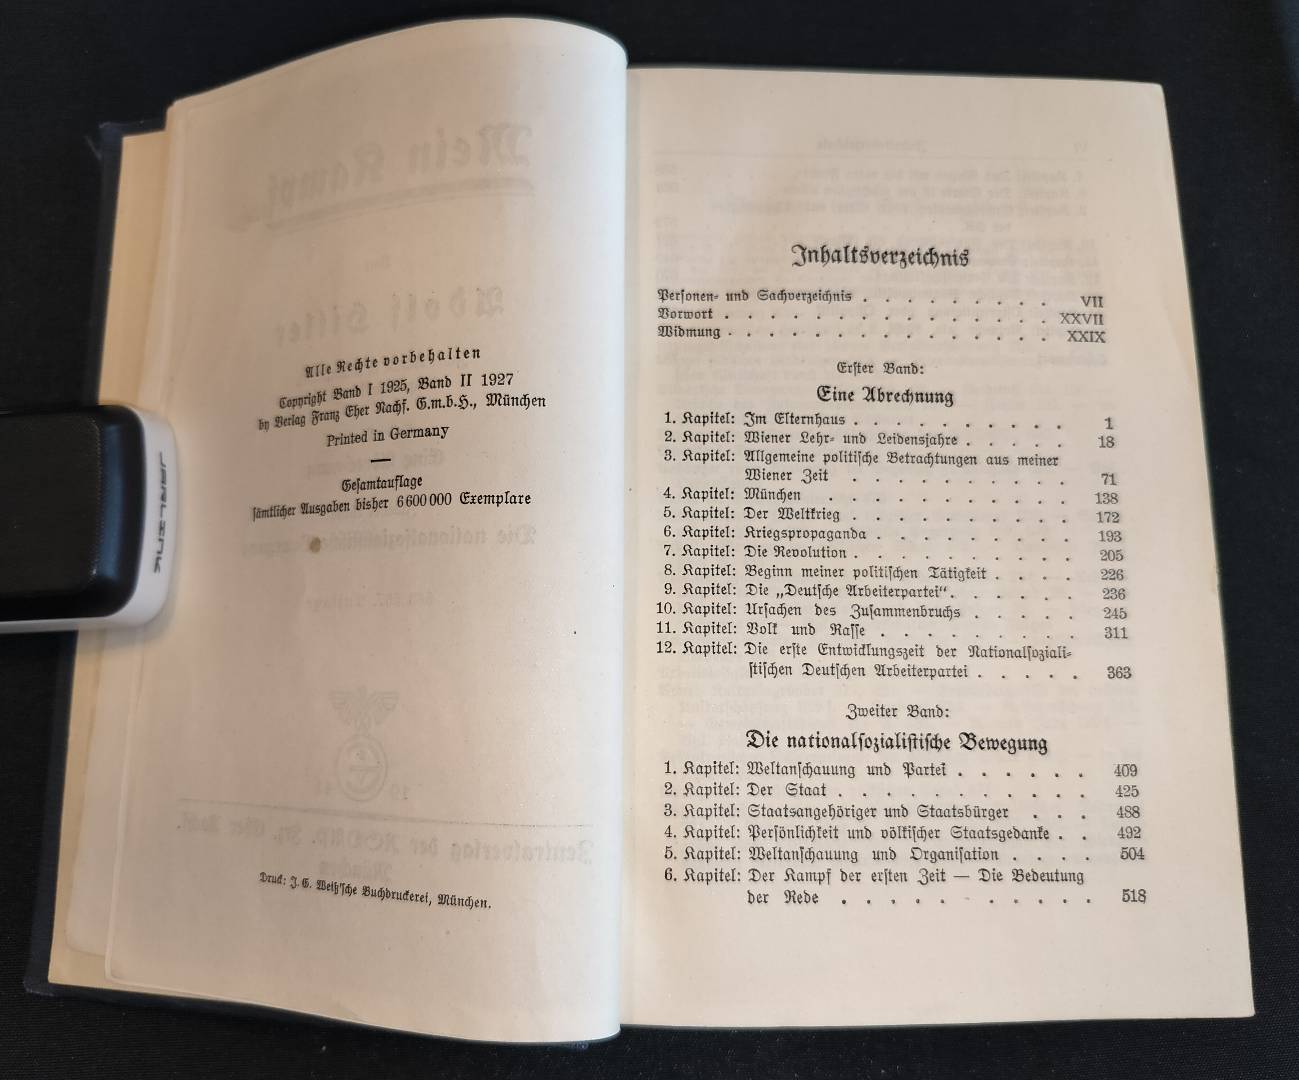 Alle Rechte vorbehalten
Copyright Band I 1925, Band II 1927
by Verlag Franz Eher Nachf. G.m.b.H., München
Printed in Germany
Gesamtauflage
sämtlicher Ausgaben bisher 6 600 000 Exemplare
Druck: J. G. Weiß'sche Buchdruckerei, München.
JARLINK
Inhaltsverzeichnis
Personen- und Sachverzeichnis . . . . . . . . . VII
Vorwort . . . . . . . . . . . . . . . XXVII
Widmung . . . . . . . . . . . . . . XXIX
Erster Band:
Eine Abrechnung
1. Kapitel: Im Elternhaus . . . . . . . . . . 1
2. Kapitel: Wiener Lehr- und Leidensjahre . . . . . 18
3. Kapitel: Allgemeine politische Betrachtungen aus meiner
Wiener Zeit . . . . . . . . . . 71
4. Kapitel: München . . . . . . . . . . 138
5. Kapitel: Der Weltkrieg . . . . . . . . . 172
6. Kapitel: Kriegspropaganda . . . . . . . . . 193
7. Kapitel: Die Revolution . . . . . . . . . 205
8. Kapitel: Beginn meiner politischen Tätigkeit . . . . 226
9. Kapitel: Die „Deutsche Arbeiterpartei“ . . . . . . 236
10. Kapitel: Ursachen des Zusammenbruchs . . . . . 245
11. Kapitel: Volk und Rasse . . . . . . . . . 311
12. Kapitel: Die erste Entwicklungszeit der Nationalsoziali-
stischen Deutschen Arbeiterpartei . . . . . 363
Zweiter Band:
Die nationalsozialistische Bewegung
1. Kapitel: Weltanschauung und Partei . . . . . . 409
2. Kapitel: Der Staat . . . . . . . . . . . 425
3. Kapitel: Staatsangehöriger und Staatsbürger . . . 488
4. Kapitel: Persönlichkeit und völkischer Staatsgedanke . . 492
5. Kapitel: Weltanschauung und Organisation . . . . 504
6. Kapitel: Der Kampf der ersten Zeit — Die Bedeutung
der Rede . . . . . . . . . . . 518